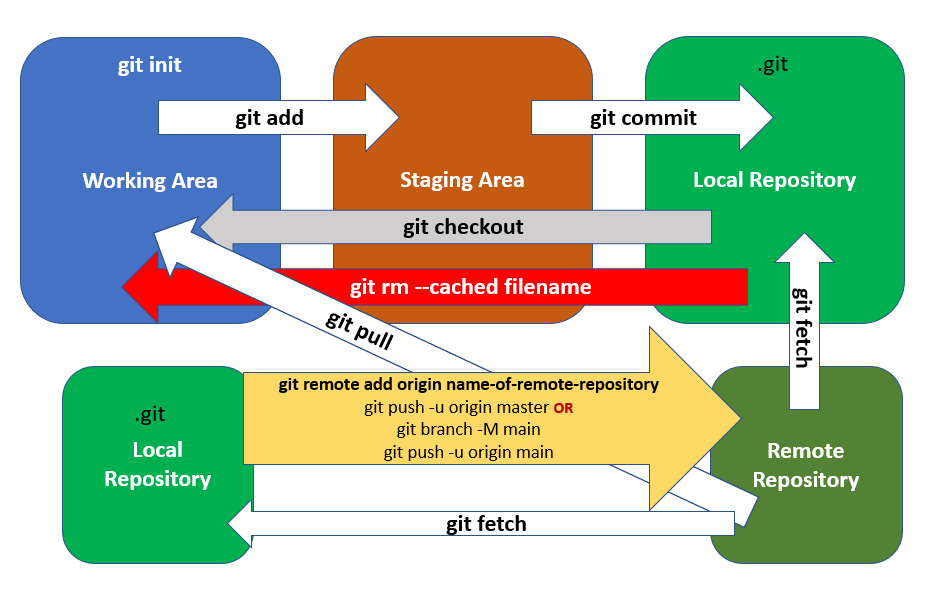 git init
.git
git add
git commit
Working Area
Staging Area
Local Repository
git checkout
git rm --cached filename
git pull
git fetch
git remote add origin name-of-remote-repository
git push -u origin master OR
git branch -M main
git push -u origin main
.git
Local
Repository
Remote
Repository
git fetch